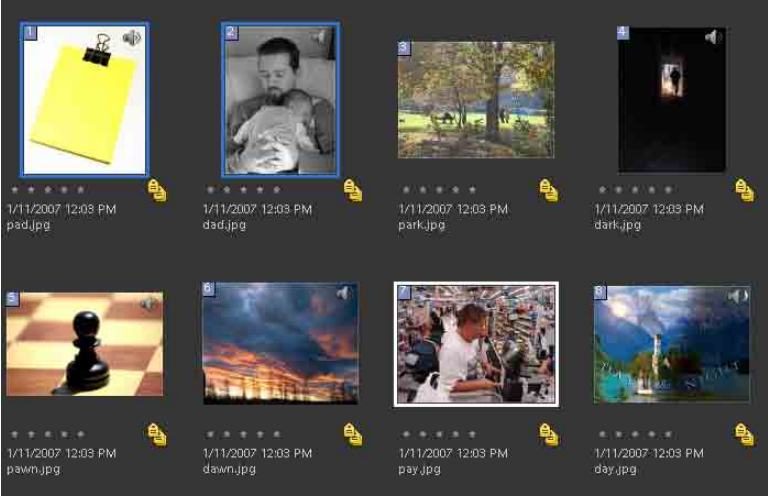 1
2
3
4
1/11/2007 12:03 PM
pad.jpg
1/11/2007 12:03 PM
dad.jpg
1/11/2007 12:03 PM
park.jpg
1/11/2007 12:03 PM
dark.jpg
5
6
7
8
1/11/2007 12:03 PM
pawn.jpg
1/11/2007 12:03 PM
dawn.jpg
1/11/2007 12:03 PM
pay.jpg
1/11/2007 12:03 PM
day.jpg